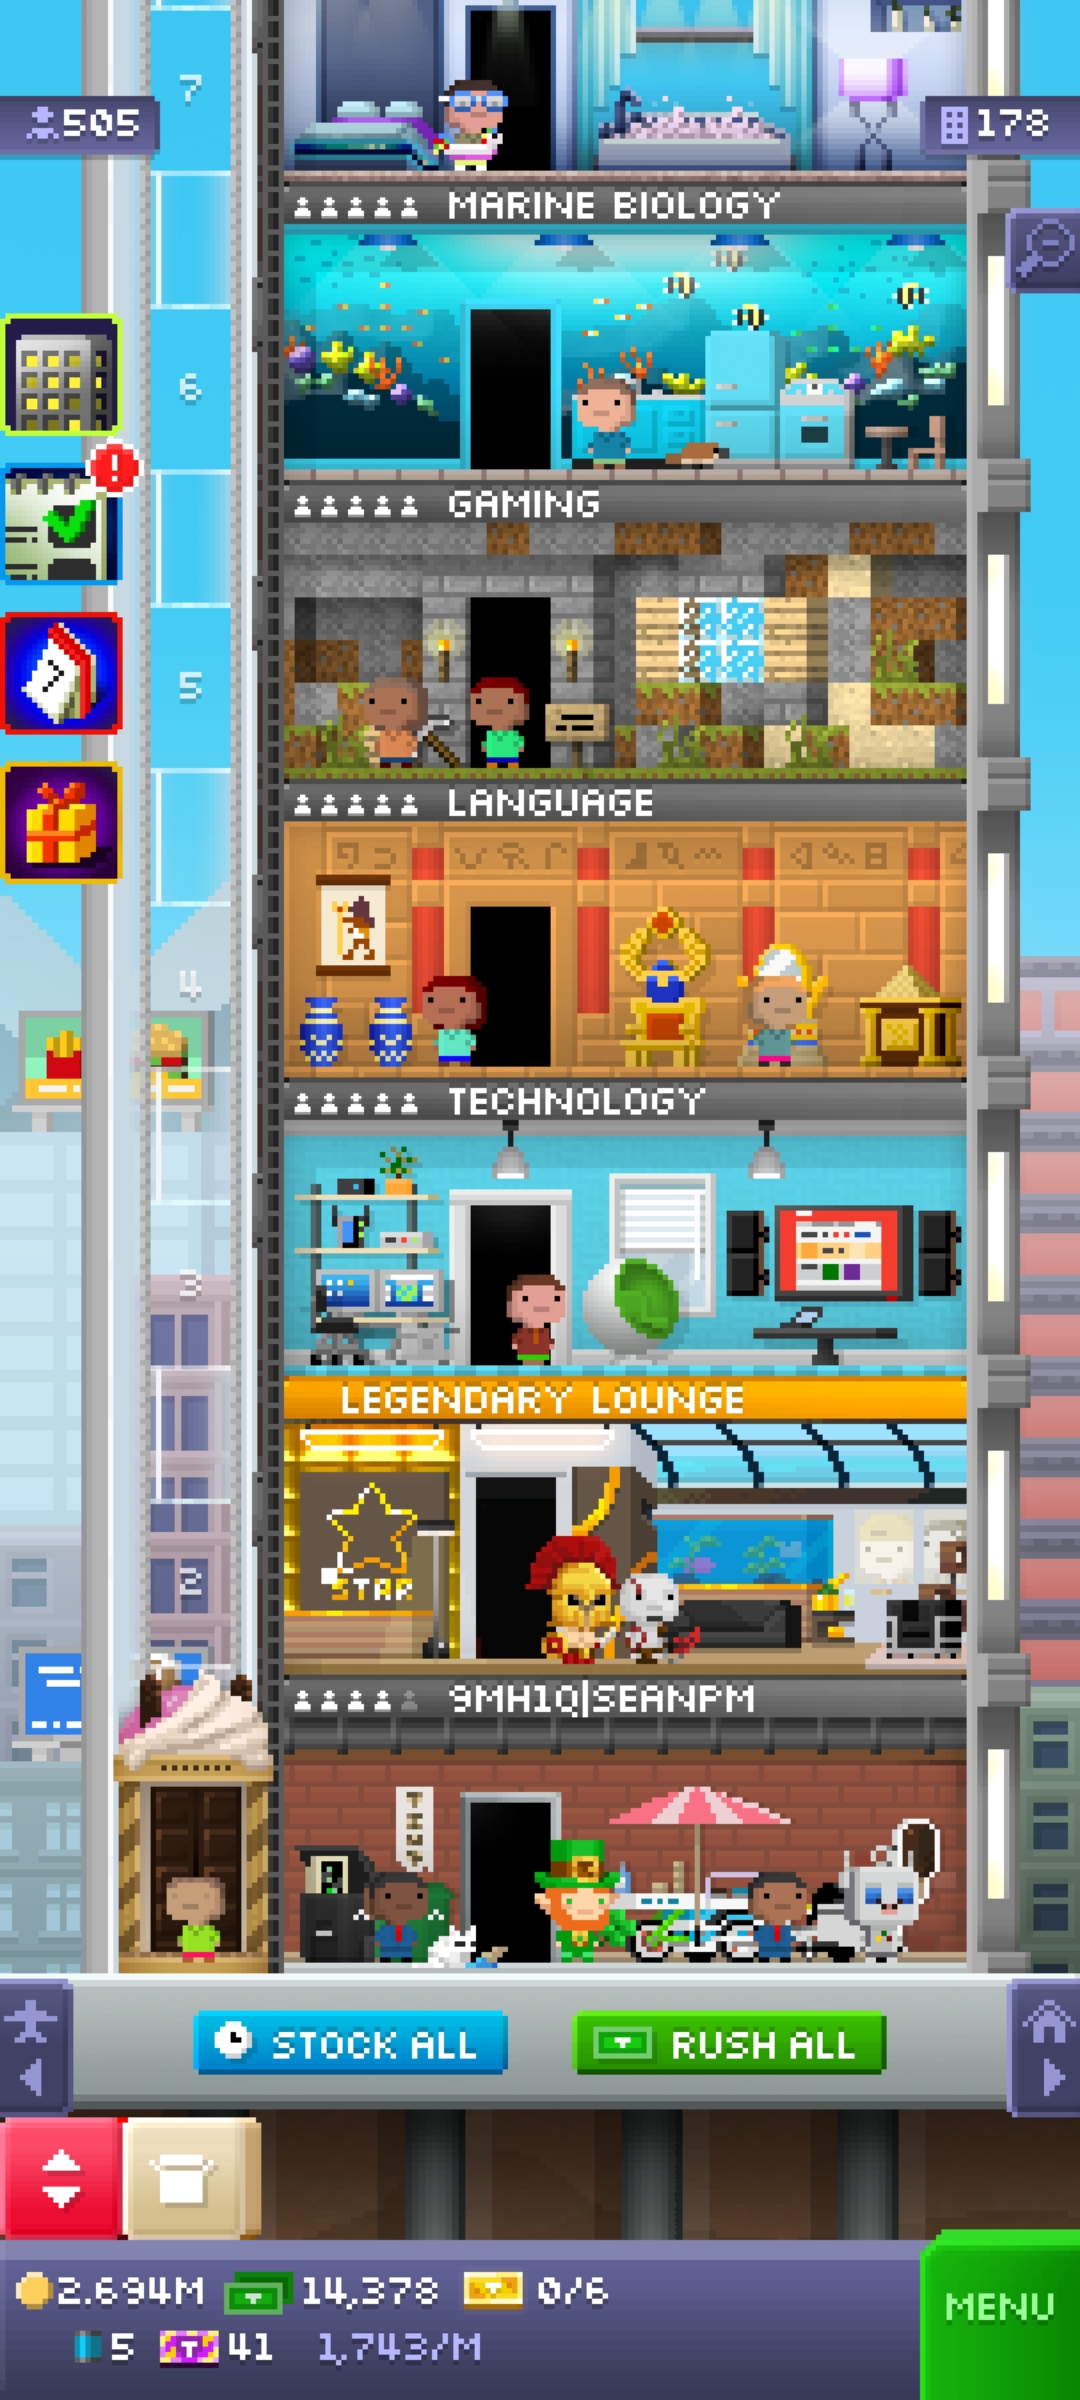 7
505
178
MARINE BIOLOGY
6
GAMING
5
LANGUAGE
4
TECHNOLOGY
3
LEGENDARY LOUNGE
STAR
2
9MH1Q|SEANPM
STOCK ALL
RUSH ALL
2.694M
14,378
0/6
MENU
5
T
41
1,743/M